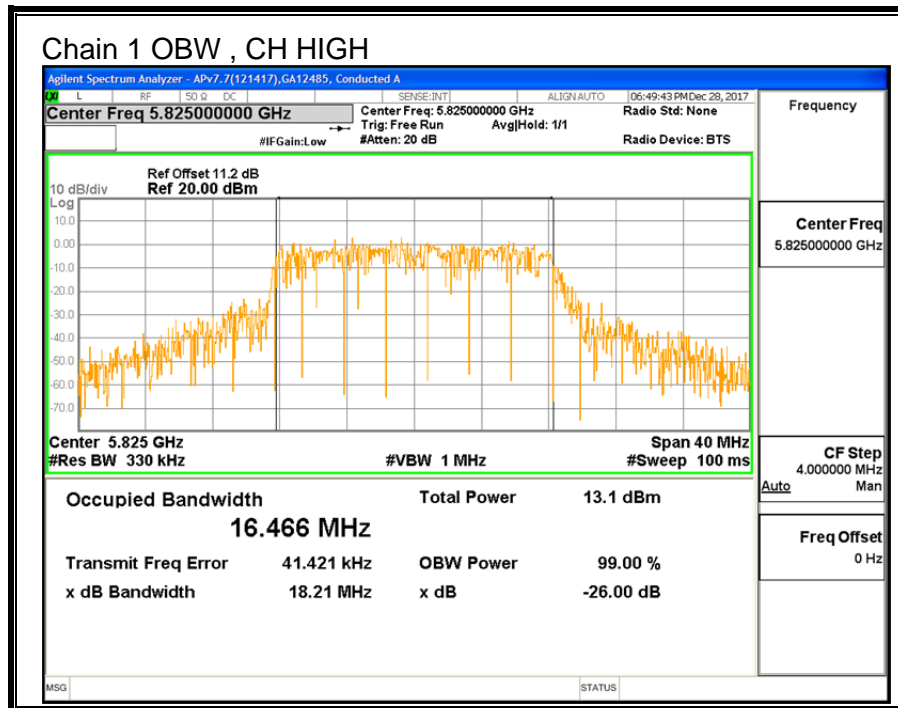 Chain 1 OBW , CH HIGH
Agilent Spectrum Analyzer - APv7.7(121417),GA12485, Conducted A
LXI L RF 50 Ω DC SENSE:INT ALIGN AUTO 06:49:43 PM Dec 28, 2017
Center Freq 5.825000000 GHz
Center Freq: 5.825000000 GHz
Radio Std: None
Trig: Free Run Avg|Hold: 1/1
#IFGain:Low #Atten: 20 dB Radio Device: BTS
Ref Offset 11.2 dB
10 dB/div Ref 20.00 dBm
Log
10.0
0.00
-10.0
-20.0
-30.0
-40.0
-50.0
-60.0
-70.0
Center 5.825 GHz Span 40 MHz
#Res BW 330 kHz #VBW 1 MHz #Sweep 100 ms
Occupied Bandwidth Total Power 13.1 dBm
16.466 MHz
Transmit Freq Error 41.421 kHz OBW Power 99.00 %
x dB Bandwidth 18.21 MHz x dB -26.00 dB
MSG STATUS
Frequency
Center Freq
5.825000000 GHz
CF Step
4.000000 MHz
Auto Man
Freq Offset
0 Hz